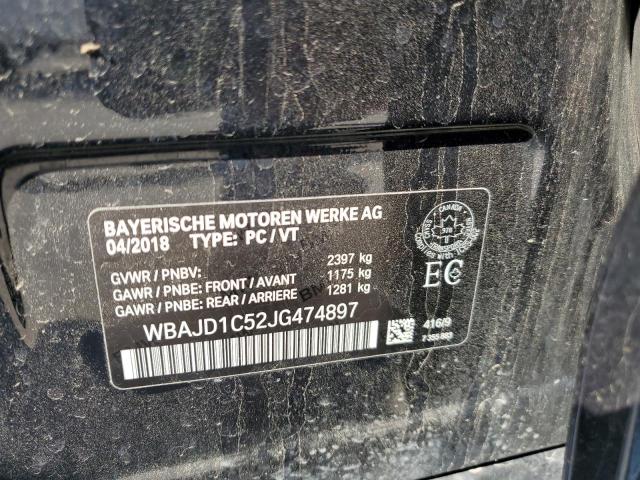 BAYERISCHE MOTOREN WERKE AG
04/2018 TYPE: PC / VT
GVWR / PNBV: 2397 kg
GAWR / PNBE: FRONT / AVANT 1175 kg
GAWR / PNBE: REAR / ARRIERE 1281 kg
WBAJD1C52JG474897
CANADA
EC
416/9